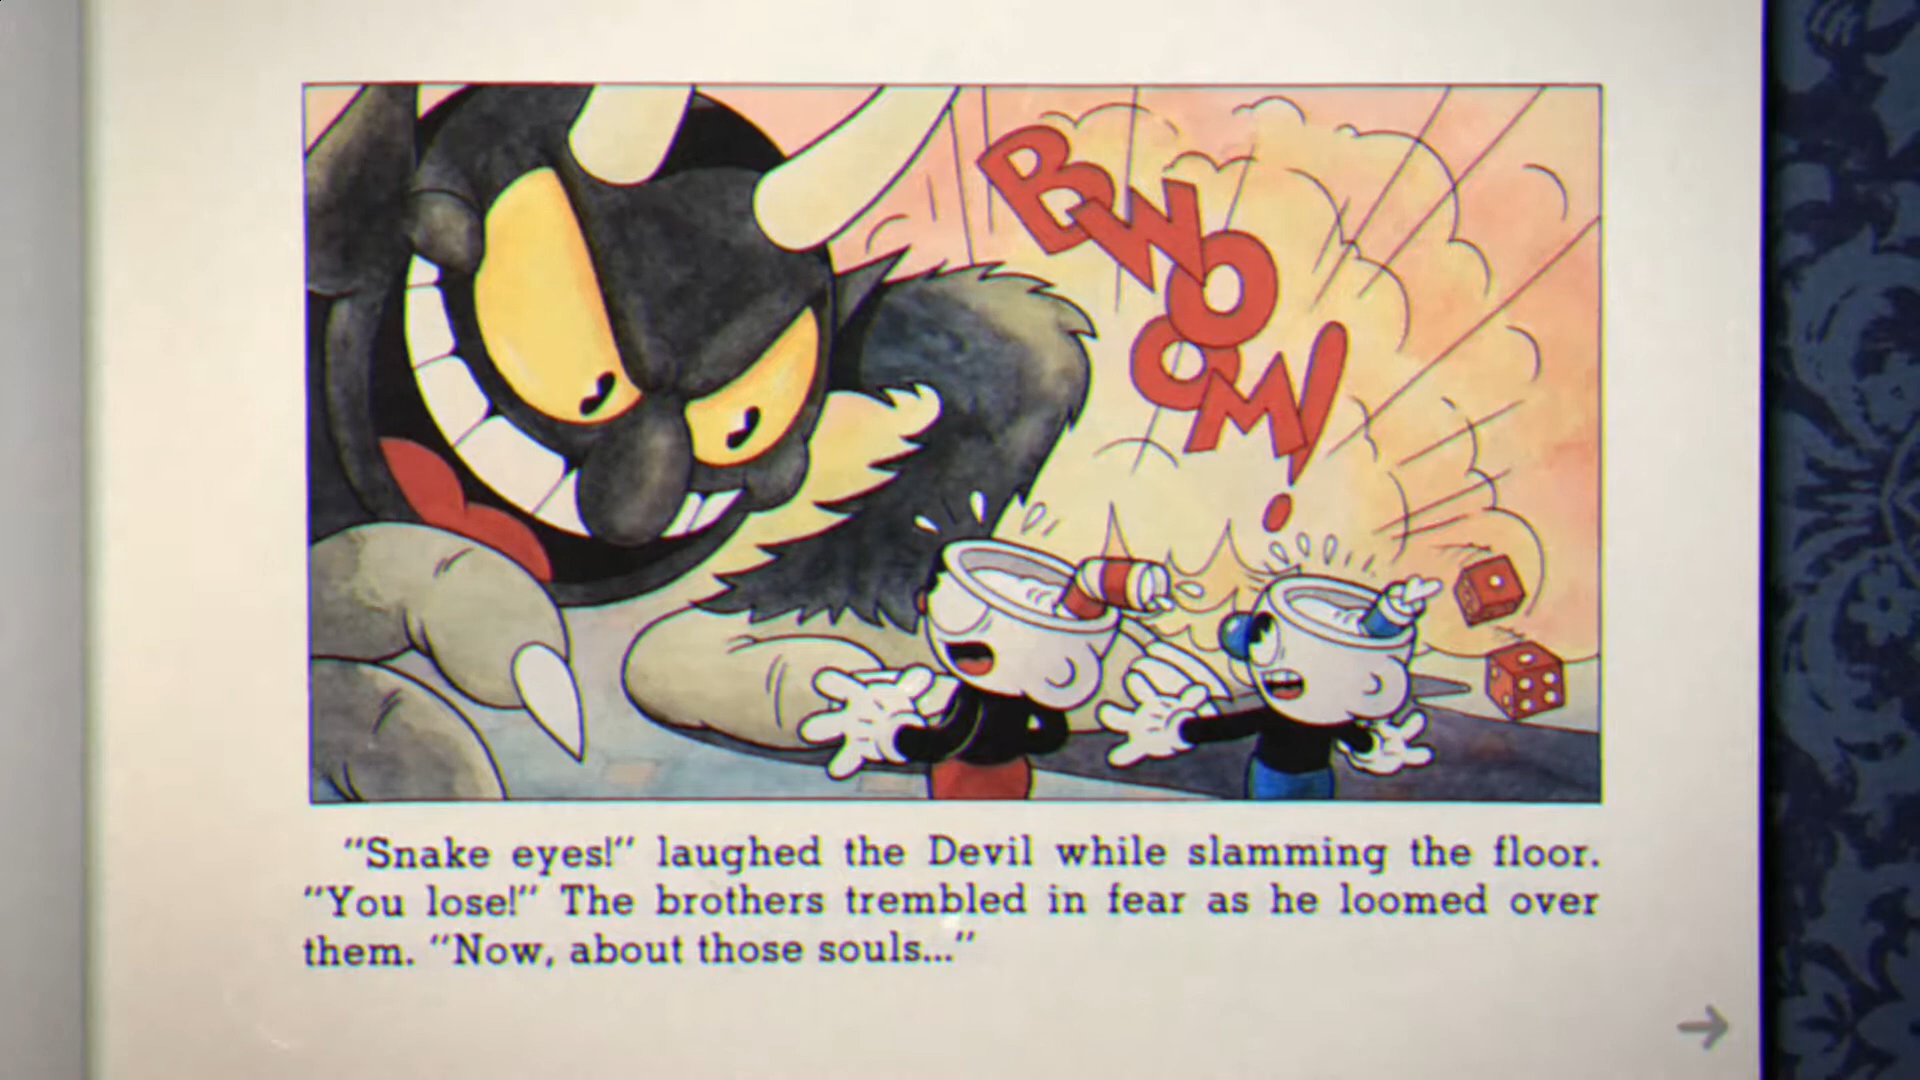 BWOOM!
“Snake eyes!” laughed the Devil while slamming the floor.
“You lose!” The brothers trembled in fear as he loomed over
them. “Now, about those souls...”